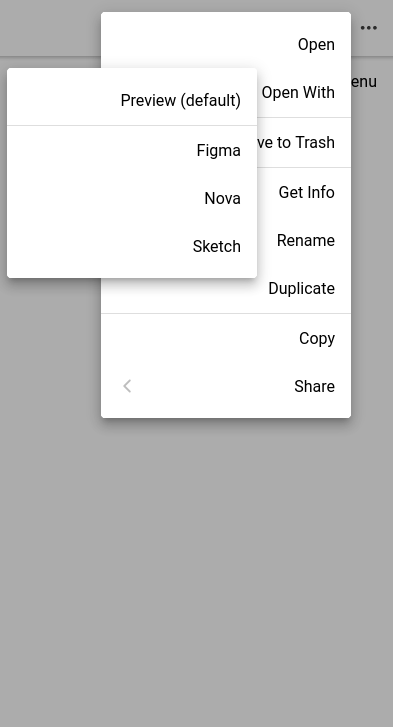 Open
Open With
ve to Trash
Get Info
Rename
Duplicate
Copy
Share
Preview (default)
Figma
Nova
Sketch
enu